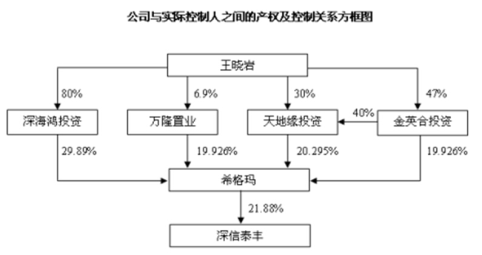 公司与实际控制人之间的产权及控制关系方框图
王晓岩
80%
6.9%
30%
47%
深海鸿投资
万隆置业
天地缘投资
40%
金英合投资
29.89%
19.926%
20.295%
19.926%
希格玛
21.88%
深信泰丰